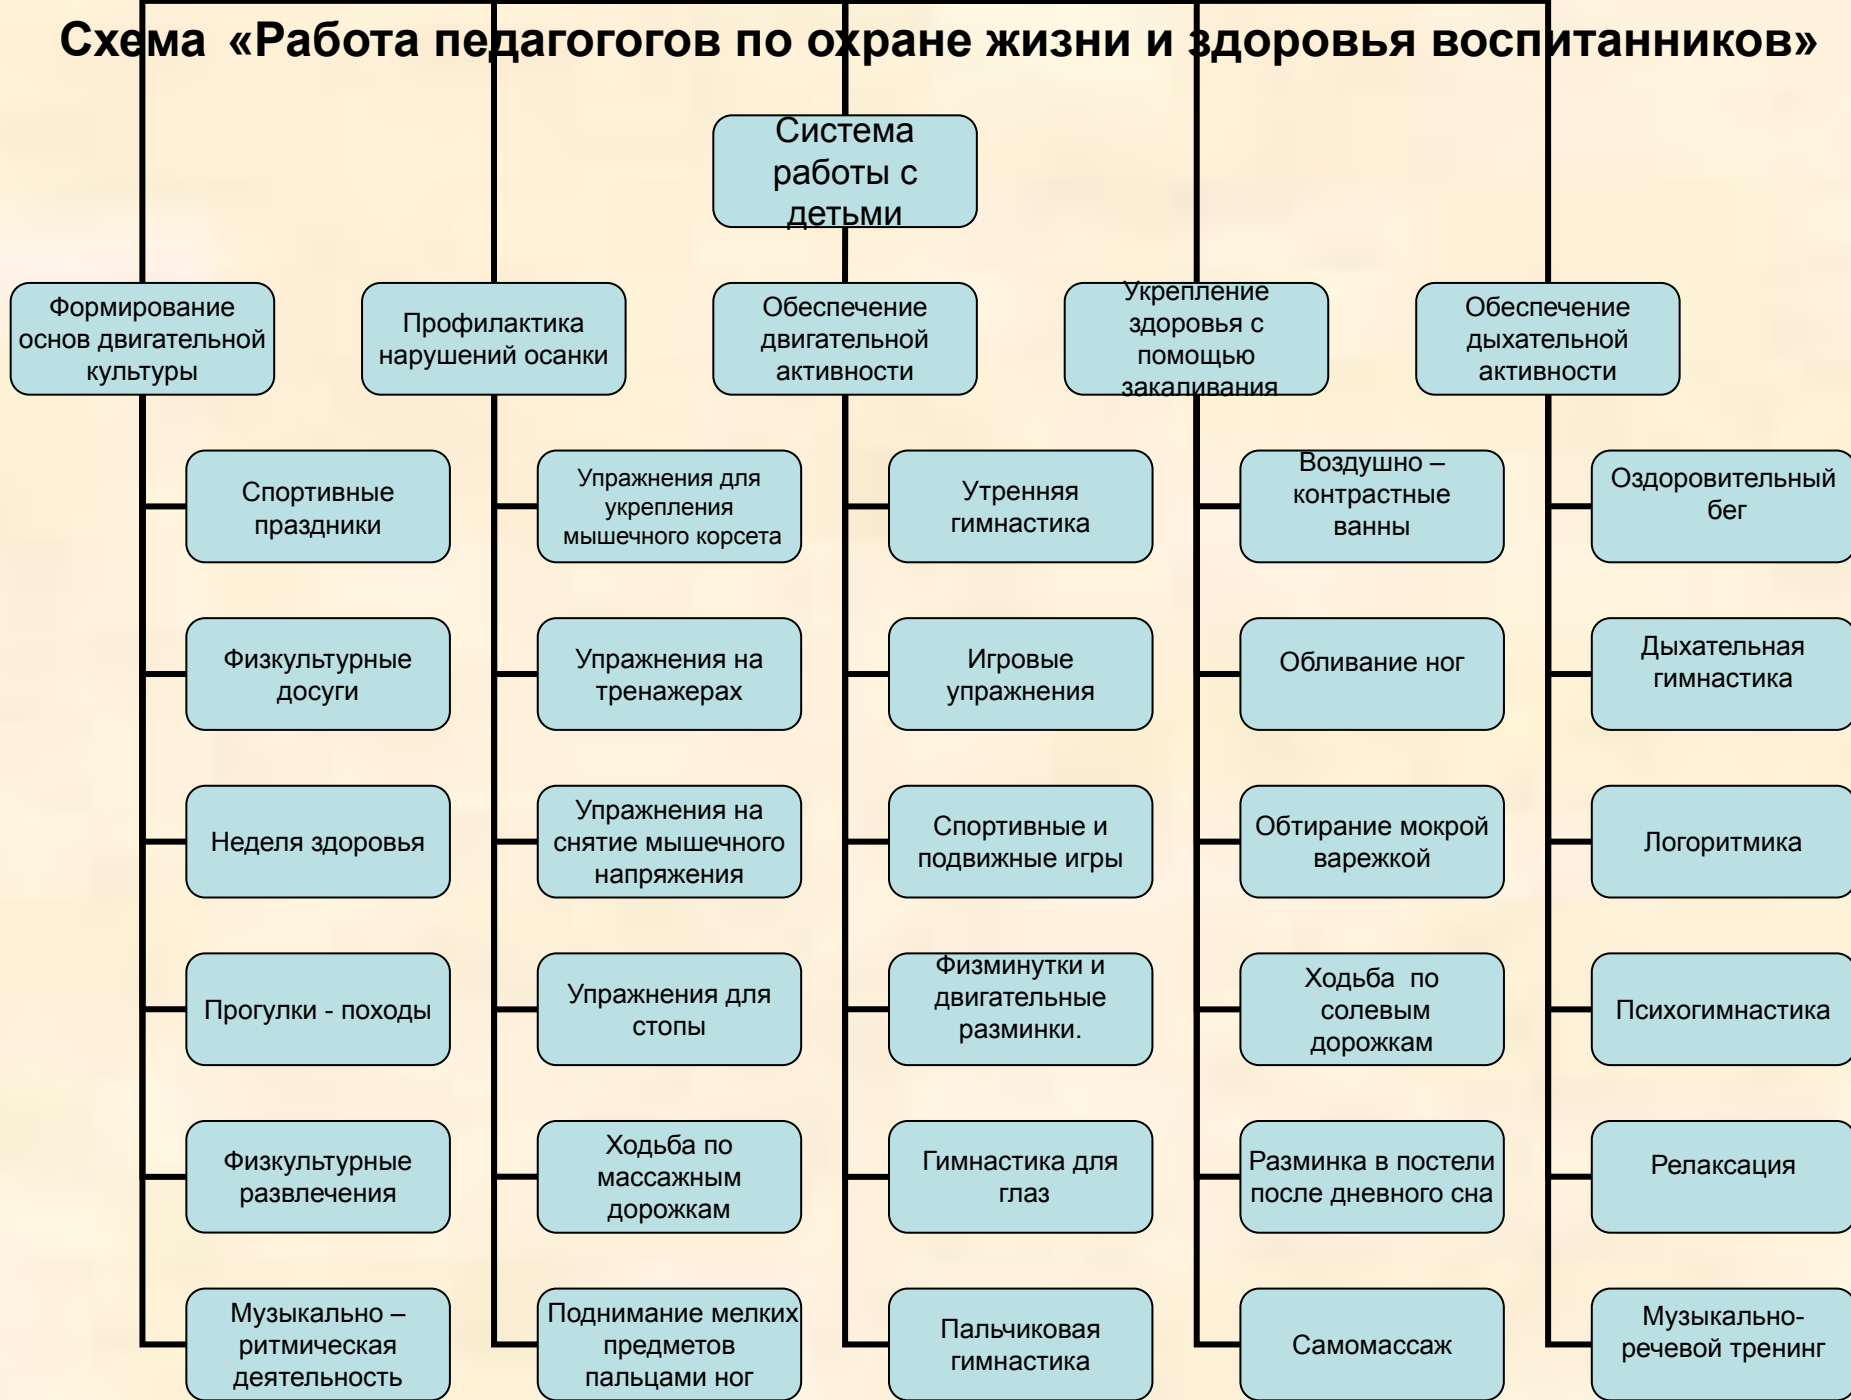 Схема «Работа педагогогов по охране жизни и здоровья воспитанников»
Система
работы с
детьми
Формирование
основ двигательной
культуры
Профилактика
нарушений осанки
Обеспечение
двигательной
активности
Укрепление
здоровья с
помощью
закаливания
Обеспечение
дыхательной
активности
Спортивные
праздники
Физкультурные
досуги
Неделя здоровья
Прогулки - походы
Физкультурные
развлечения
Музыкально –
ритмическая
деятельность
Упражнения для
укрепления
мышечного корсета
Упражнения на
тренажерах
Упражнения на
снятие мышечного
напряжения
Упражнения для
стопы
Ходьба по
массажным
дорожкам
Поднимание мелких
предметов
пальцами ног
Утренняя
гимнастика
Игровые
упражнения
Спортивные и
подвижные игры
Физминутки и
двигательные
разминки.
Гимнастика для
глаз
Пальчиковая
гимнастика
Воздушно –
контрастные
ванны
Обливание ног
Обтирание мокрой
варежкой
Ходьба по
солевым
дорожкам
Разминка в постели
после дневного сна
Самомассаж
Оздоровительный
бег
Дыхательная
гимнастика
Логоритмика
Психогимнастика
Релаксация
Музыкально-
речевой тренинг